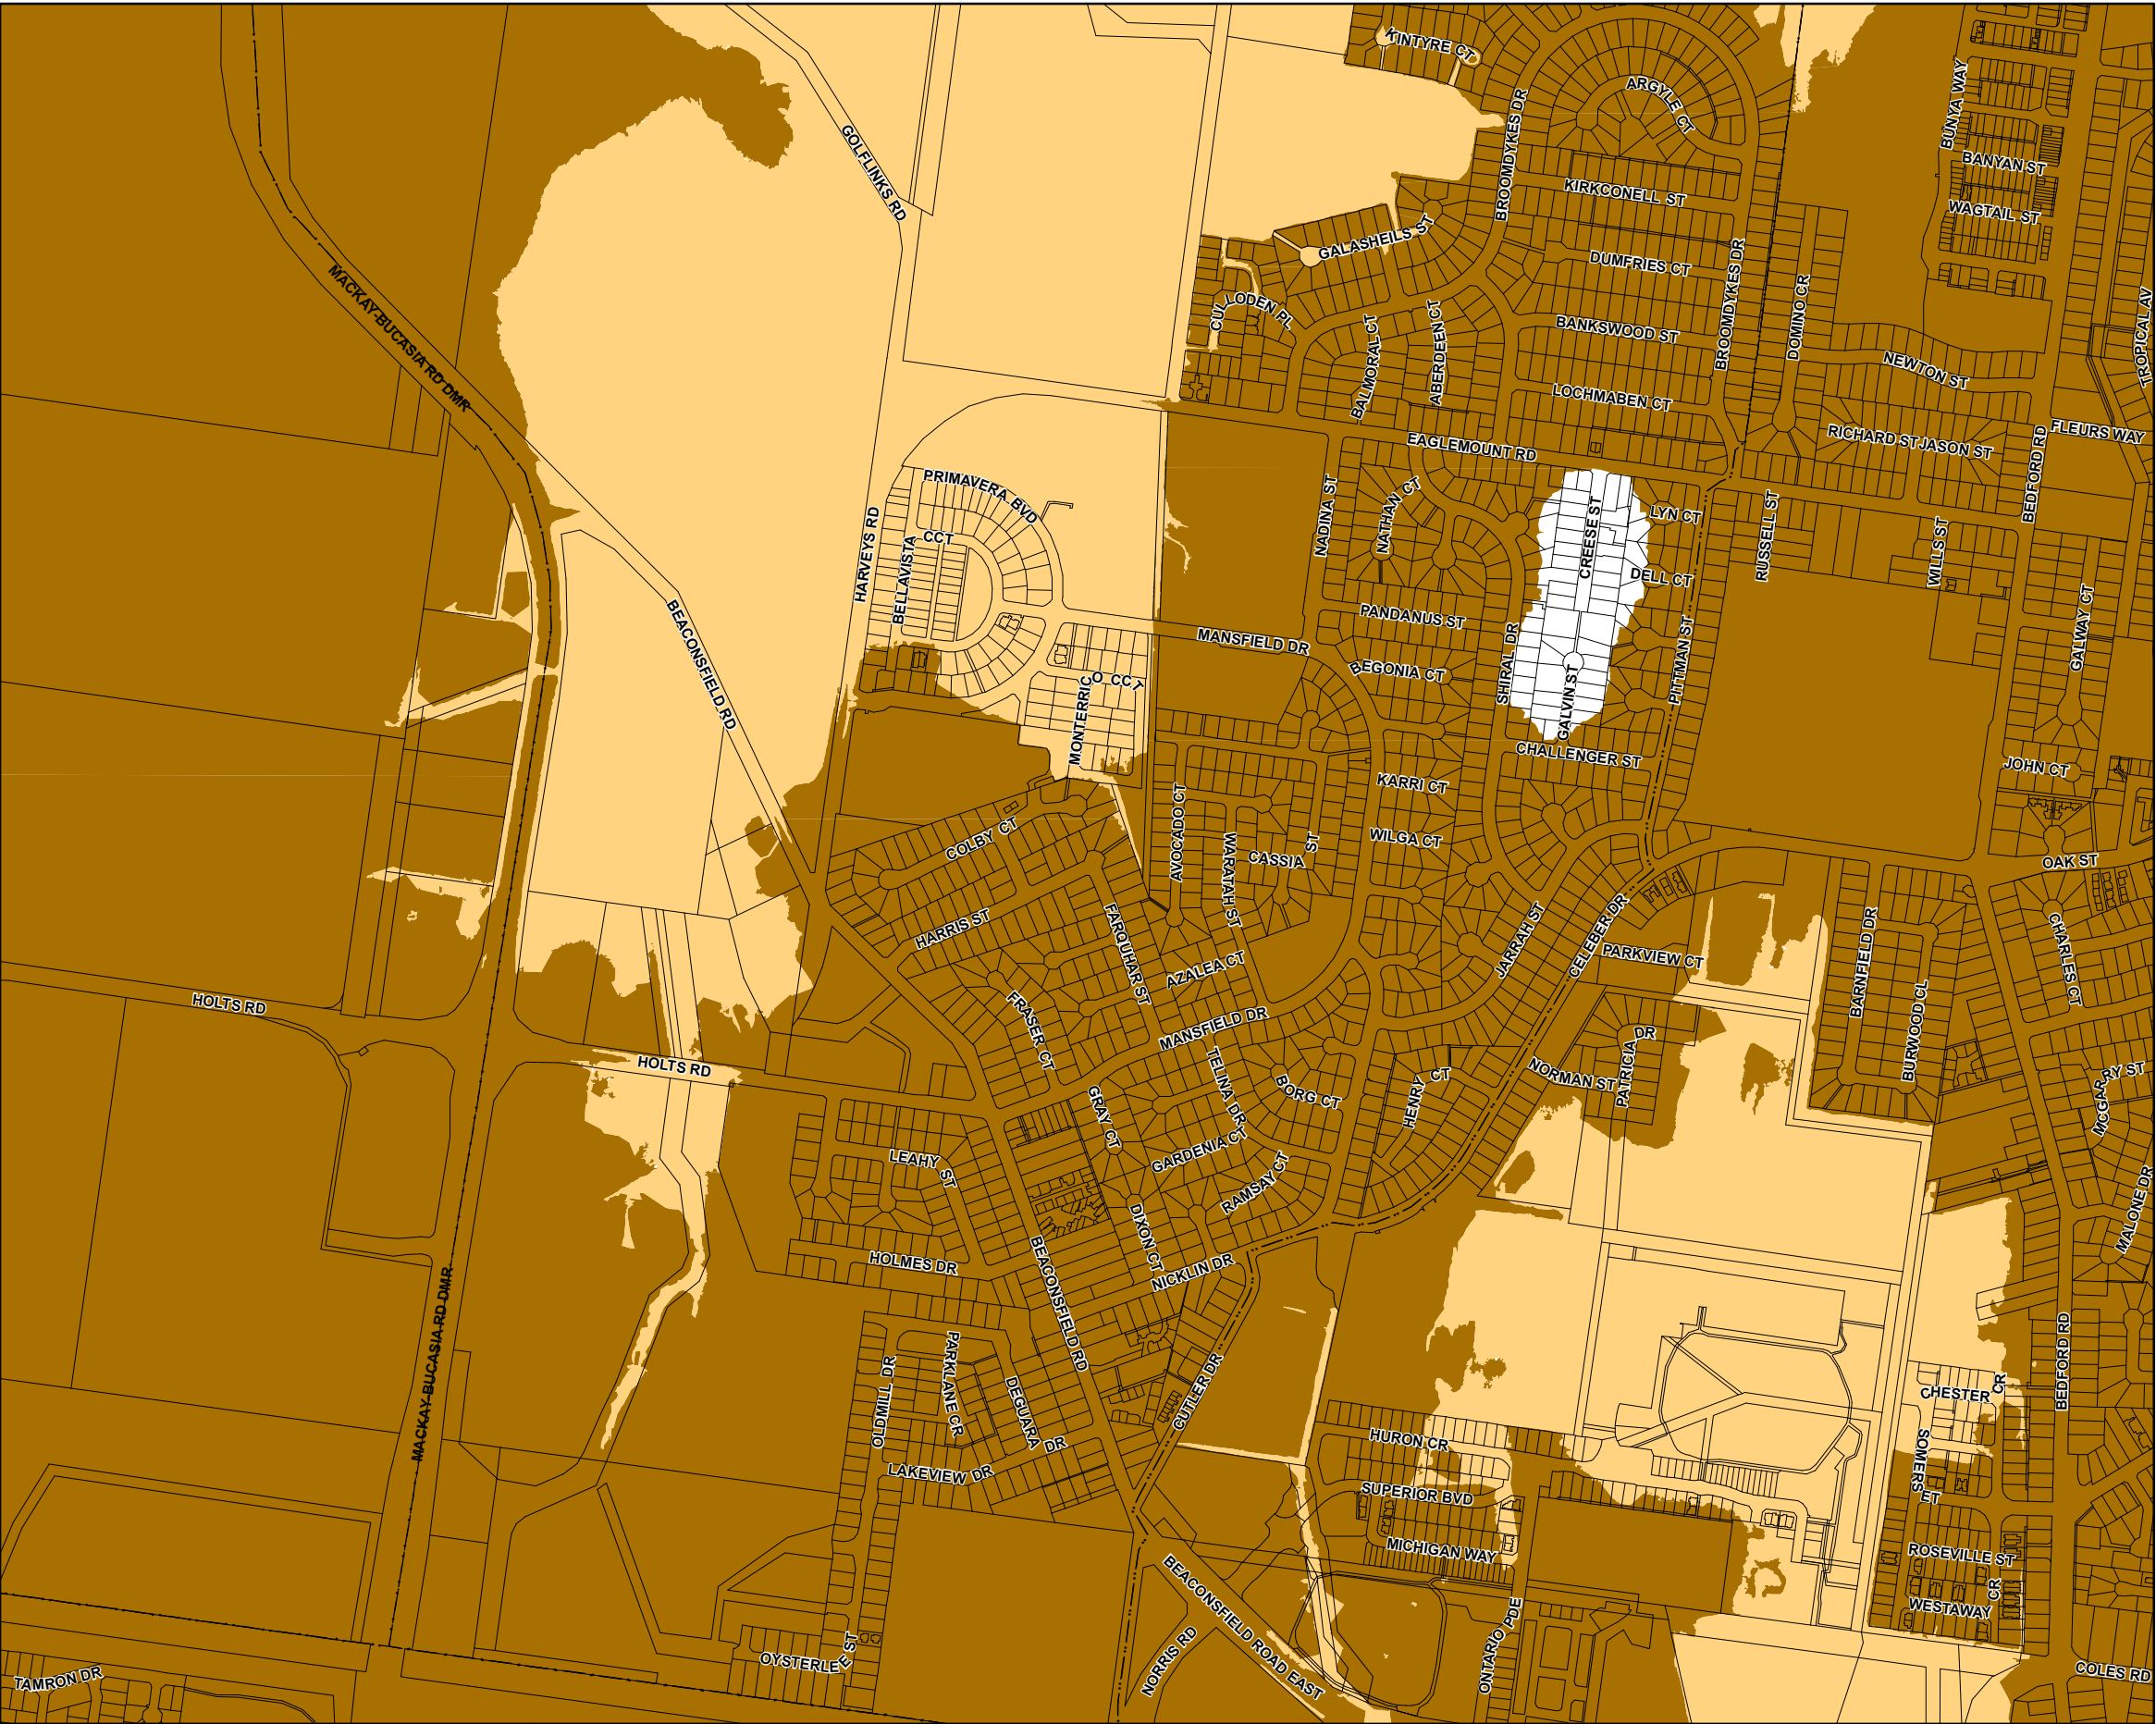 KINTYRE CT
ARGYLE CT
BUNYA WAY
BROOMDYKES DR
GOLFLINKS RD
BANYAN ST
KIRKCONELL ST
WAGTAIL ST
GALASHEILS ST
DUMFRIES CT
BROOMDYKES DR
DOMINO CR
TROPICAL AV
CULLODEN PL
MACKAY-BUCASIA RD DMR
BALMORAL CT
ABERDEEN CT
BANKSWOOD ST
NEWTON ST
LOCHMABEN CT
EAGLEMOUNT RD
RICHARD ST
JASON ST
FLEURS WAY
BEDFORD RD
PRIMAVERA BVD
NADINA ST
NATHAN CT
CREESE ST
LYN CT
RUSSELL ST
WILLS ST
HARVEYS RD
BELLAVISTA CCT
DELL CT
BEACONSFIELD RD
PANDANUS ST
MANSFIELD DR
BEGONIA CT
SHIRAL DR
GALVIN ST
PITTMAN ST
GALWAY CT
MONTERRICO CCT
CHALLENGER ST
JOHN CT
KARRI CT
AVOCADO CT
WARATAH ST
CASSIA ST
WILGA CT
COLBY CT
OAK ST
HARRIS ST
FARQUHAR ST
AZALEA CT
JARRAH ST
CELEBER DR
PARKVIEW CT
BARNFIELD DR
BURWOOD CL
CHARLES CT
HOLTS RD
FRASER CT
MANSFIELD DR
HOLTS RD
TELINA DR
BORG CT
HENRY CT
NORMAN ST
PATRICIA DR
MCGARRY ST
GRAY CT
GARDENIA CT
LEAHY ST
RAMSAY CT
DIXON CT
MALONE DR
HOLMES DR
NICKLIN DR
BEACONSFIELD RD
MACKAY-BUCASIA RD DMR
OLDMILL DR
PARKLANE CR
DEGUARA DR
CUTLER DR
CHESTER CR
BEDFORD RD
HURON CR
SOMERSET
LAKEVIEW DR
SUPERIOR BVD
MICHIGAN WAY
ROSEVILLE ST
WESTAWAY CR
BEACONSFIELD ROAD EAST
NORRIS RD
ONTARIO PDE
OYSTERLEE ST
TAMRON DR
COLES RD